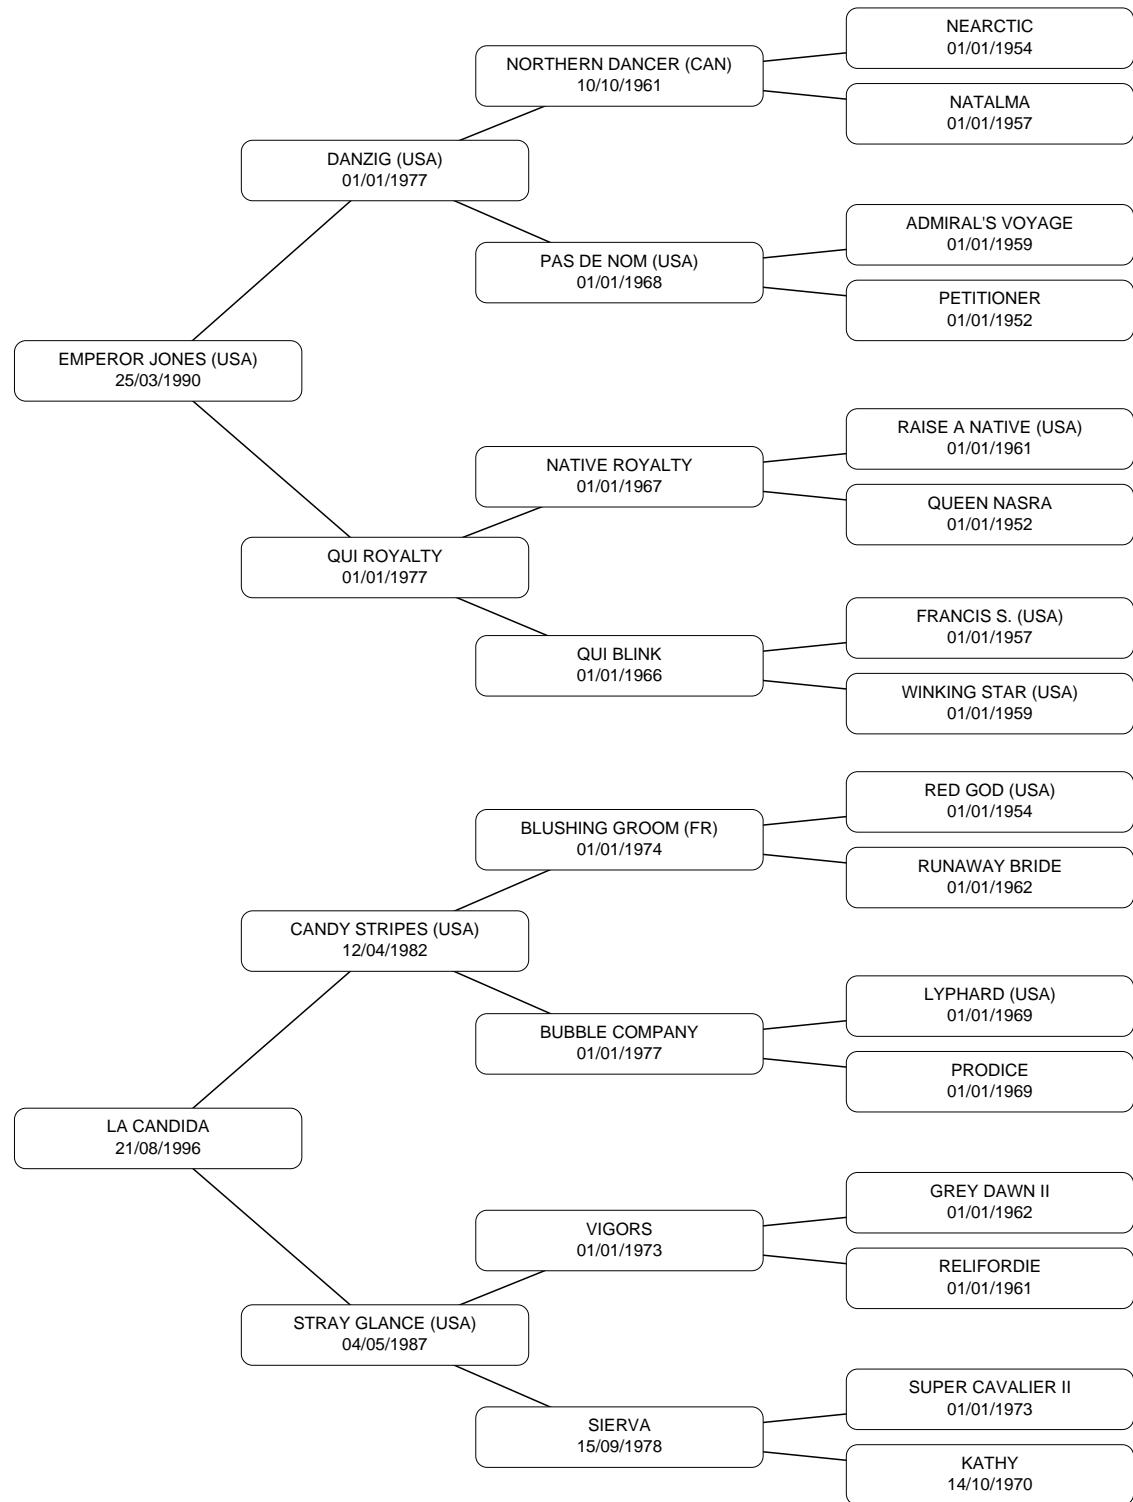 NEARCTIC
01/01/1954
NORTHERN DANCER (CAN)
10/10/1961
NATALMA
01/01/1957
DANZIG (USA)
01/01/1977
ADMIRAL'S VOYAGE
01/01/1959
PAS DE NOM (USA)
01/01/1968
PETITIONER
01/01/1952
EMPEROR JONES (USA)
25/03/1990
RAISE A NATIVE (USA)
01/01/1961
NATIVE ROYALTY
01/01/1967
QUEEN NASRA
01/01/1952
QUI ROYALTY
01/01/1977
FRANCIS S. (USA)
01/01/1957
QUI BLINK
01/01/1966
WINKING STAR (USA)
01/01/1959
RED GOD (USA)
01/01/1954
BLUSHING GROOM (FR)
01/01/1974
RUNAWAY BRIDE
01/01/1962
CANDY STRIPES (USA)
12/04/1982
LYPHARD (USA)
01/01/1969
BUBBLE COMPANY
01/01/1977
PRODICE
01/01/1969
LA CANDIDA
21/08/1996
GREY DAWN II
01/01/1962
VIGORS
01/01/1973
RELIFORDIE
01/01/1961
STRAY GLANCE (USA)
04/05/1987
SUPER CAVALIER II
01/01/1973
SIERVA
15/09/1978
KATHY
14/10/1970